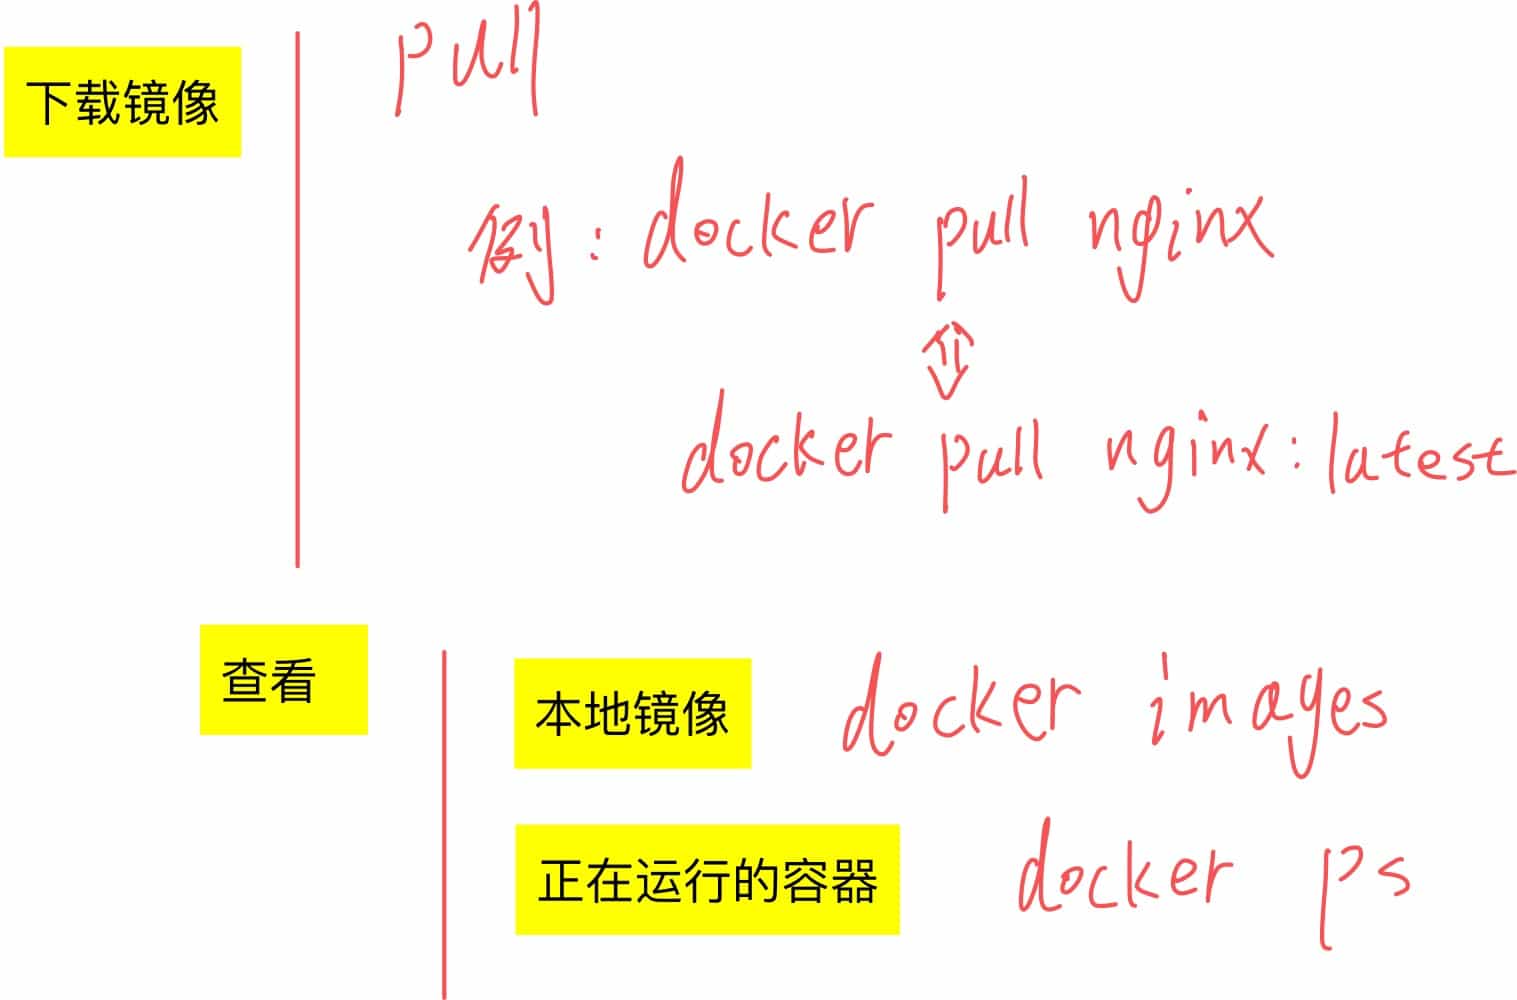 下载镜像
pull
例：docker pull nginx
docker pull nginx:latest
查看
本地镜像 docker images
正在运行的容器 docker ps